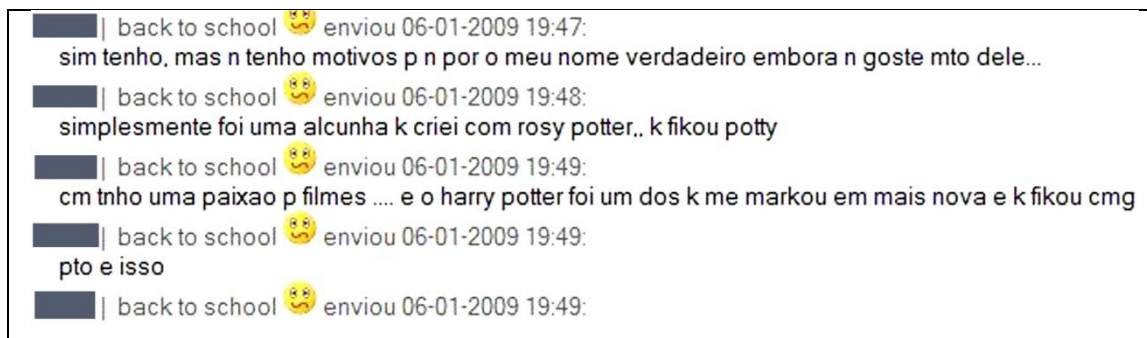 | back to school enviou 06-01-2009 19:47:
sim tenho, mas n tenho motivos p n por o meu nome verdadeiro embora n goste mto dele...
| back to school enviou 06-01-2009 19:48:
simplesmente foi uma alcunha k criei com rosy potter,, k fikou potty
| back to school enviou 06-01-2009 19:49:
cm tnho uma paixao p filmes .... e o harry potter foi um dos k me markou em mais nova e k fikou cmg
| back to school enviou 06-01-2009 19:49:
pto e isso
| back to school enviou 06-01-2009 19:49: